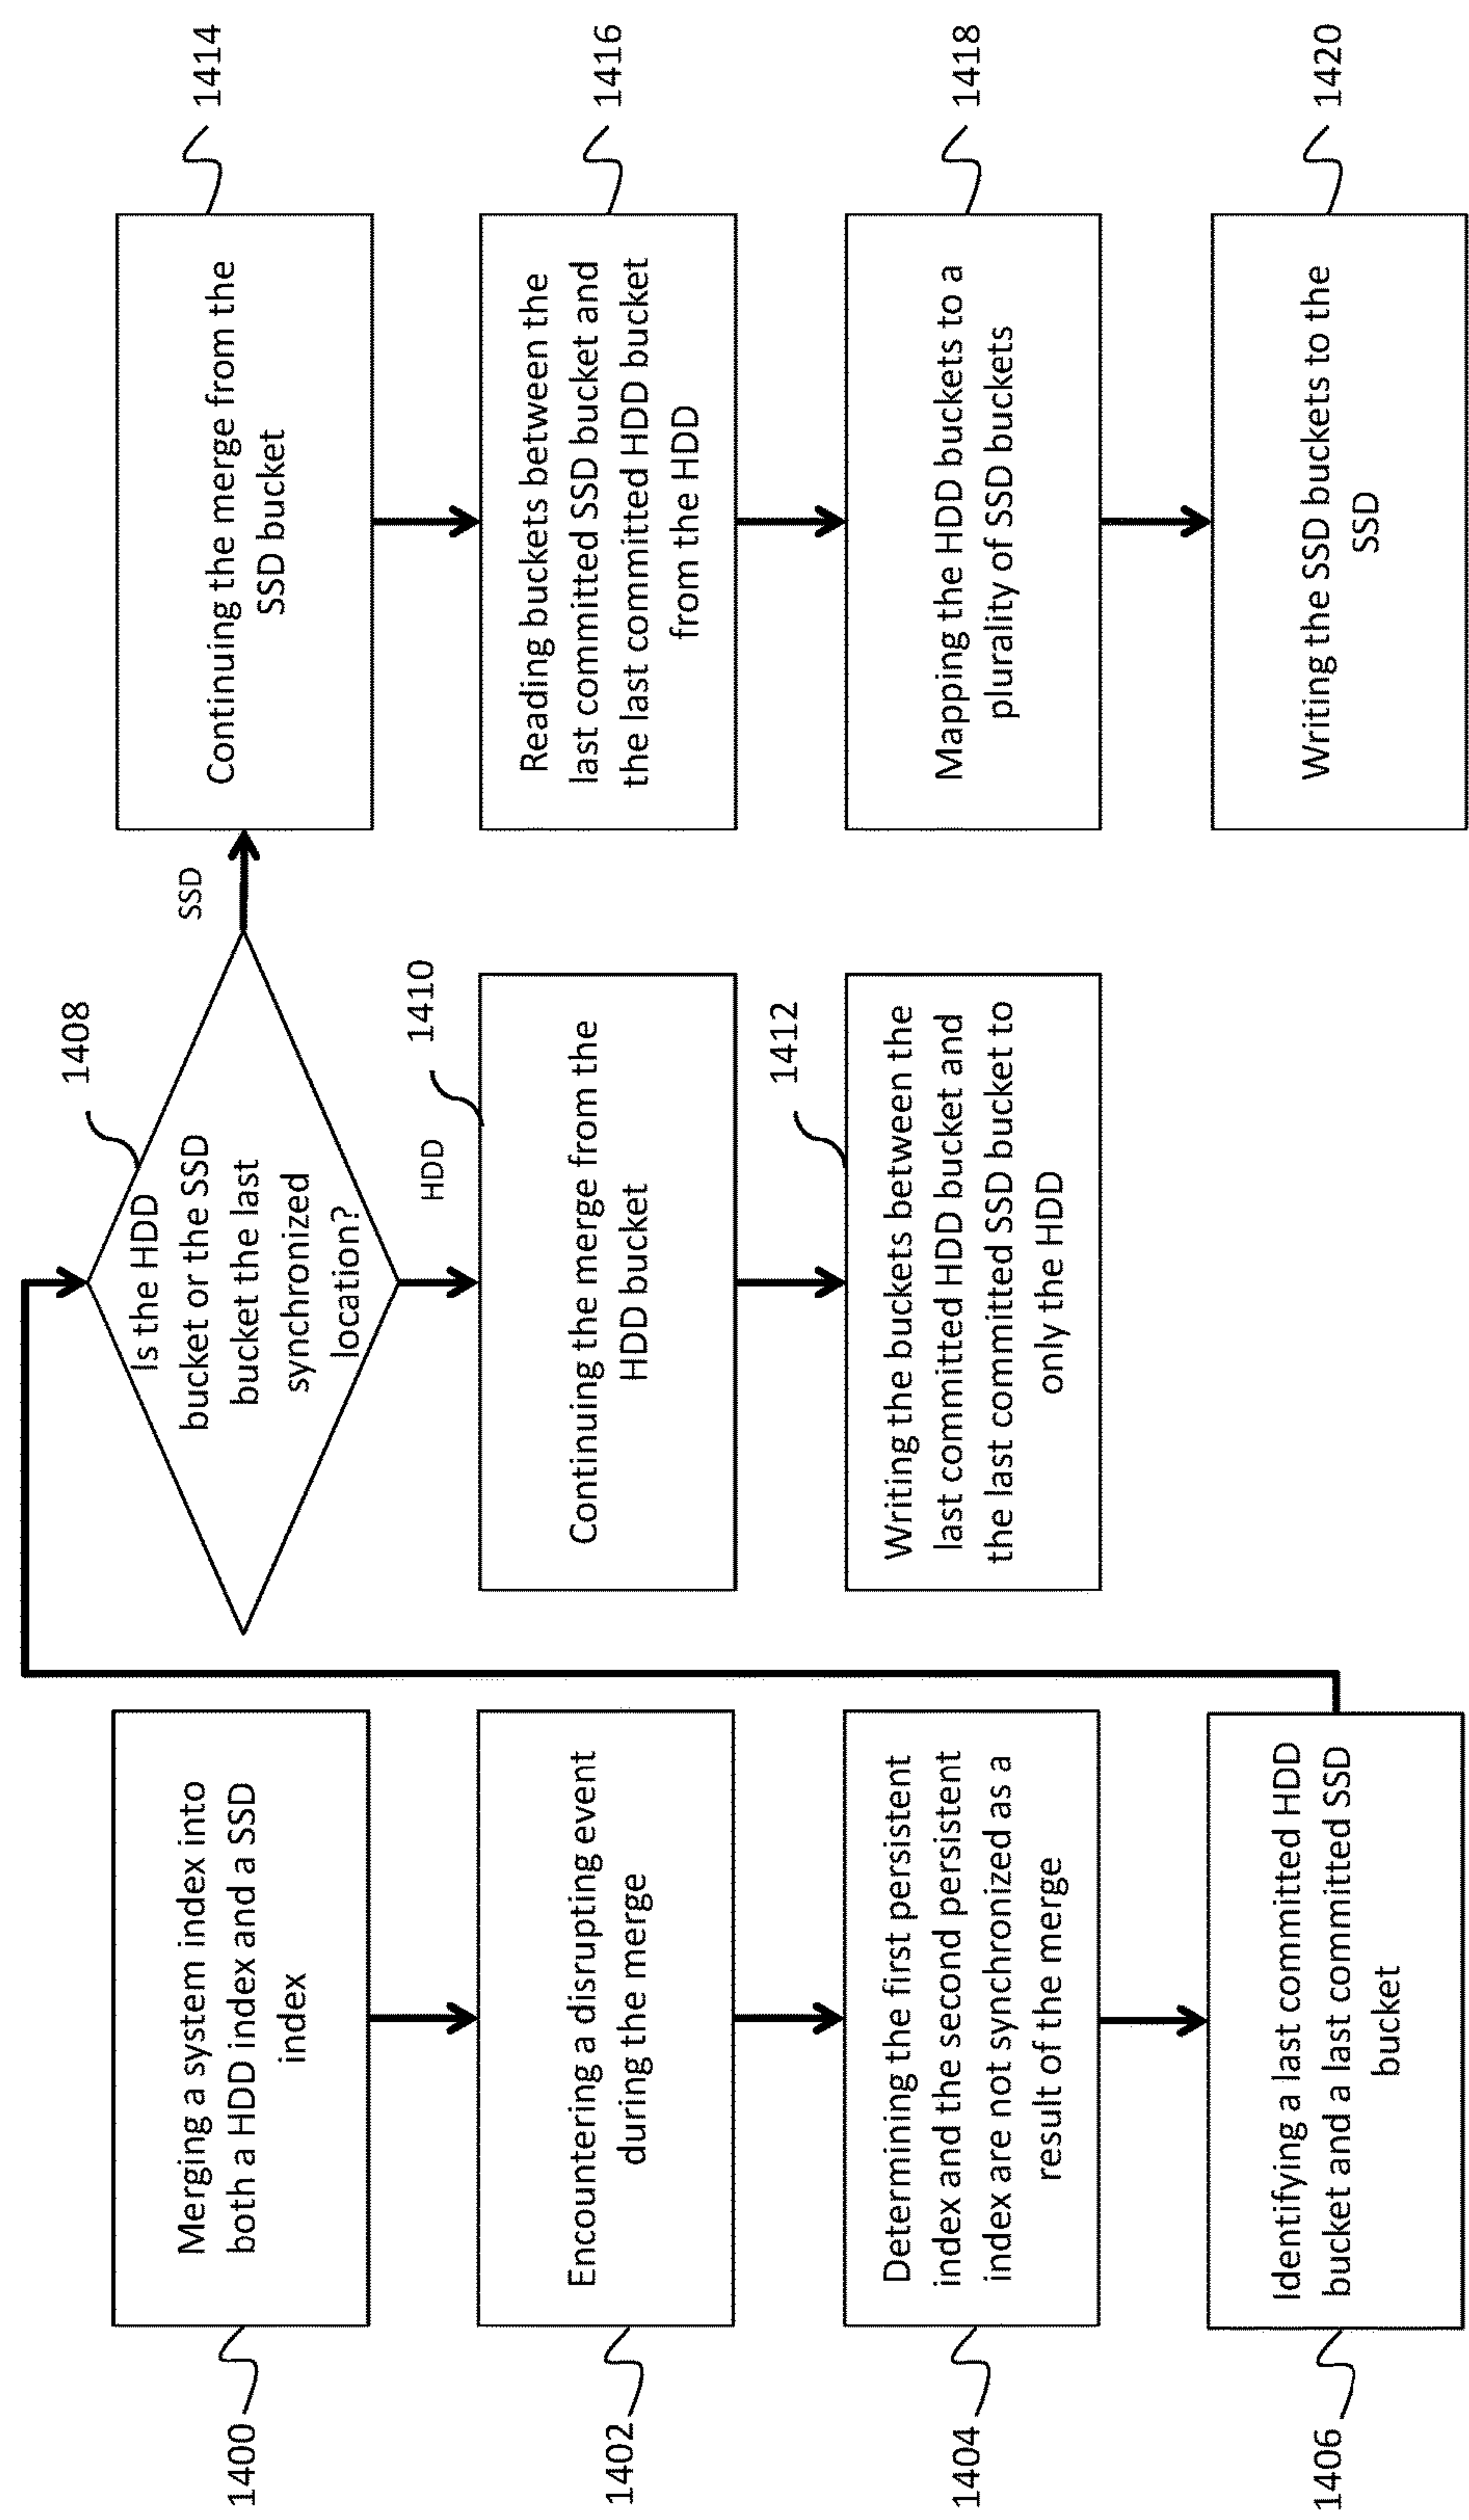 1400
Merging a system index into
both a HDD index and a SSD
index
1402
Encountering a disrupting event
during the merge
1404
Determining the first persistent
index and the second persistent
index are not synchronized as a
result of the merge
1406
Identifying a last committed HDD
bucket and a last committed SSD
bucket
1408
Is the HDD
bucket or the SSD
bucket the last
synchronized
location?
HDD
1410
Continuing the merge from the
HDD bucket
1412
Writing the buckets between the
last committed HDD bucket and
the last committed SSD bucket to
only the HDD
SSD
1414
Continuing the merge from the
SSD bucket
1416
Reading buckets between the
last committed SSD bucket and
the last committed HDD bucket
from the HDD
1418
Mapping the HDD buckets to a
plurality of SSD buckets
1420
Writing the SSD buckets to the
SSD